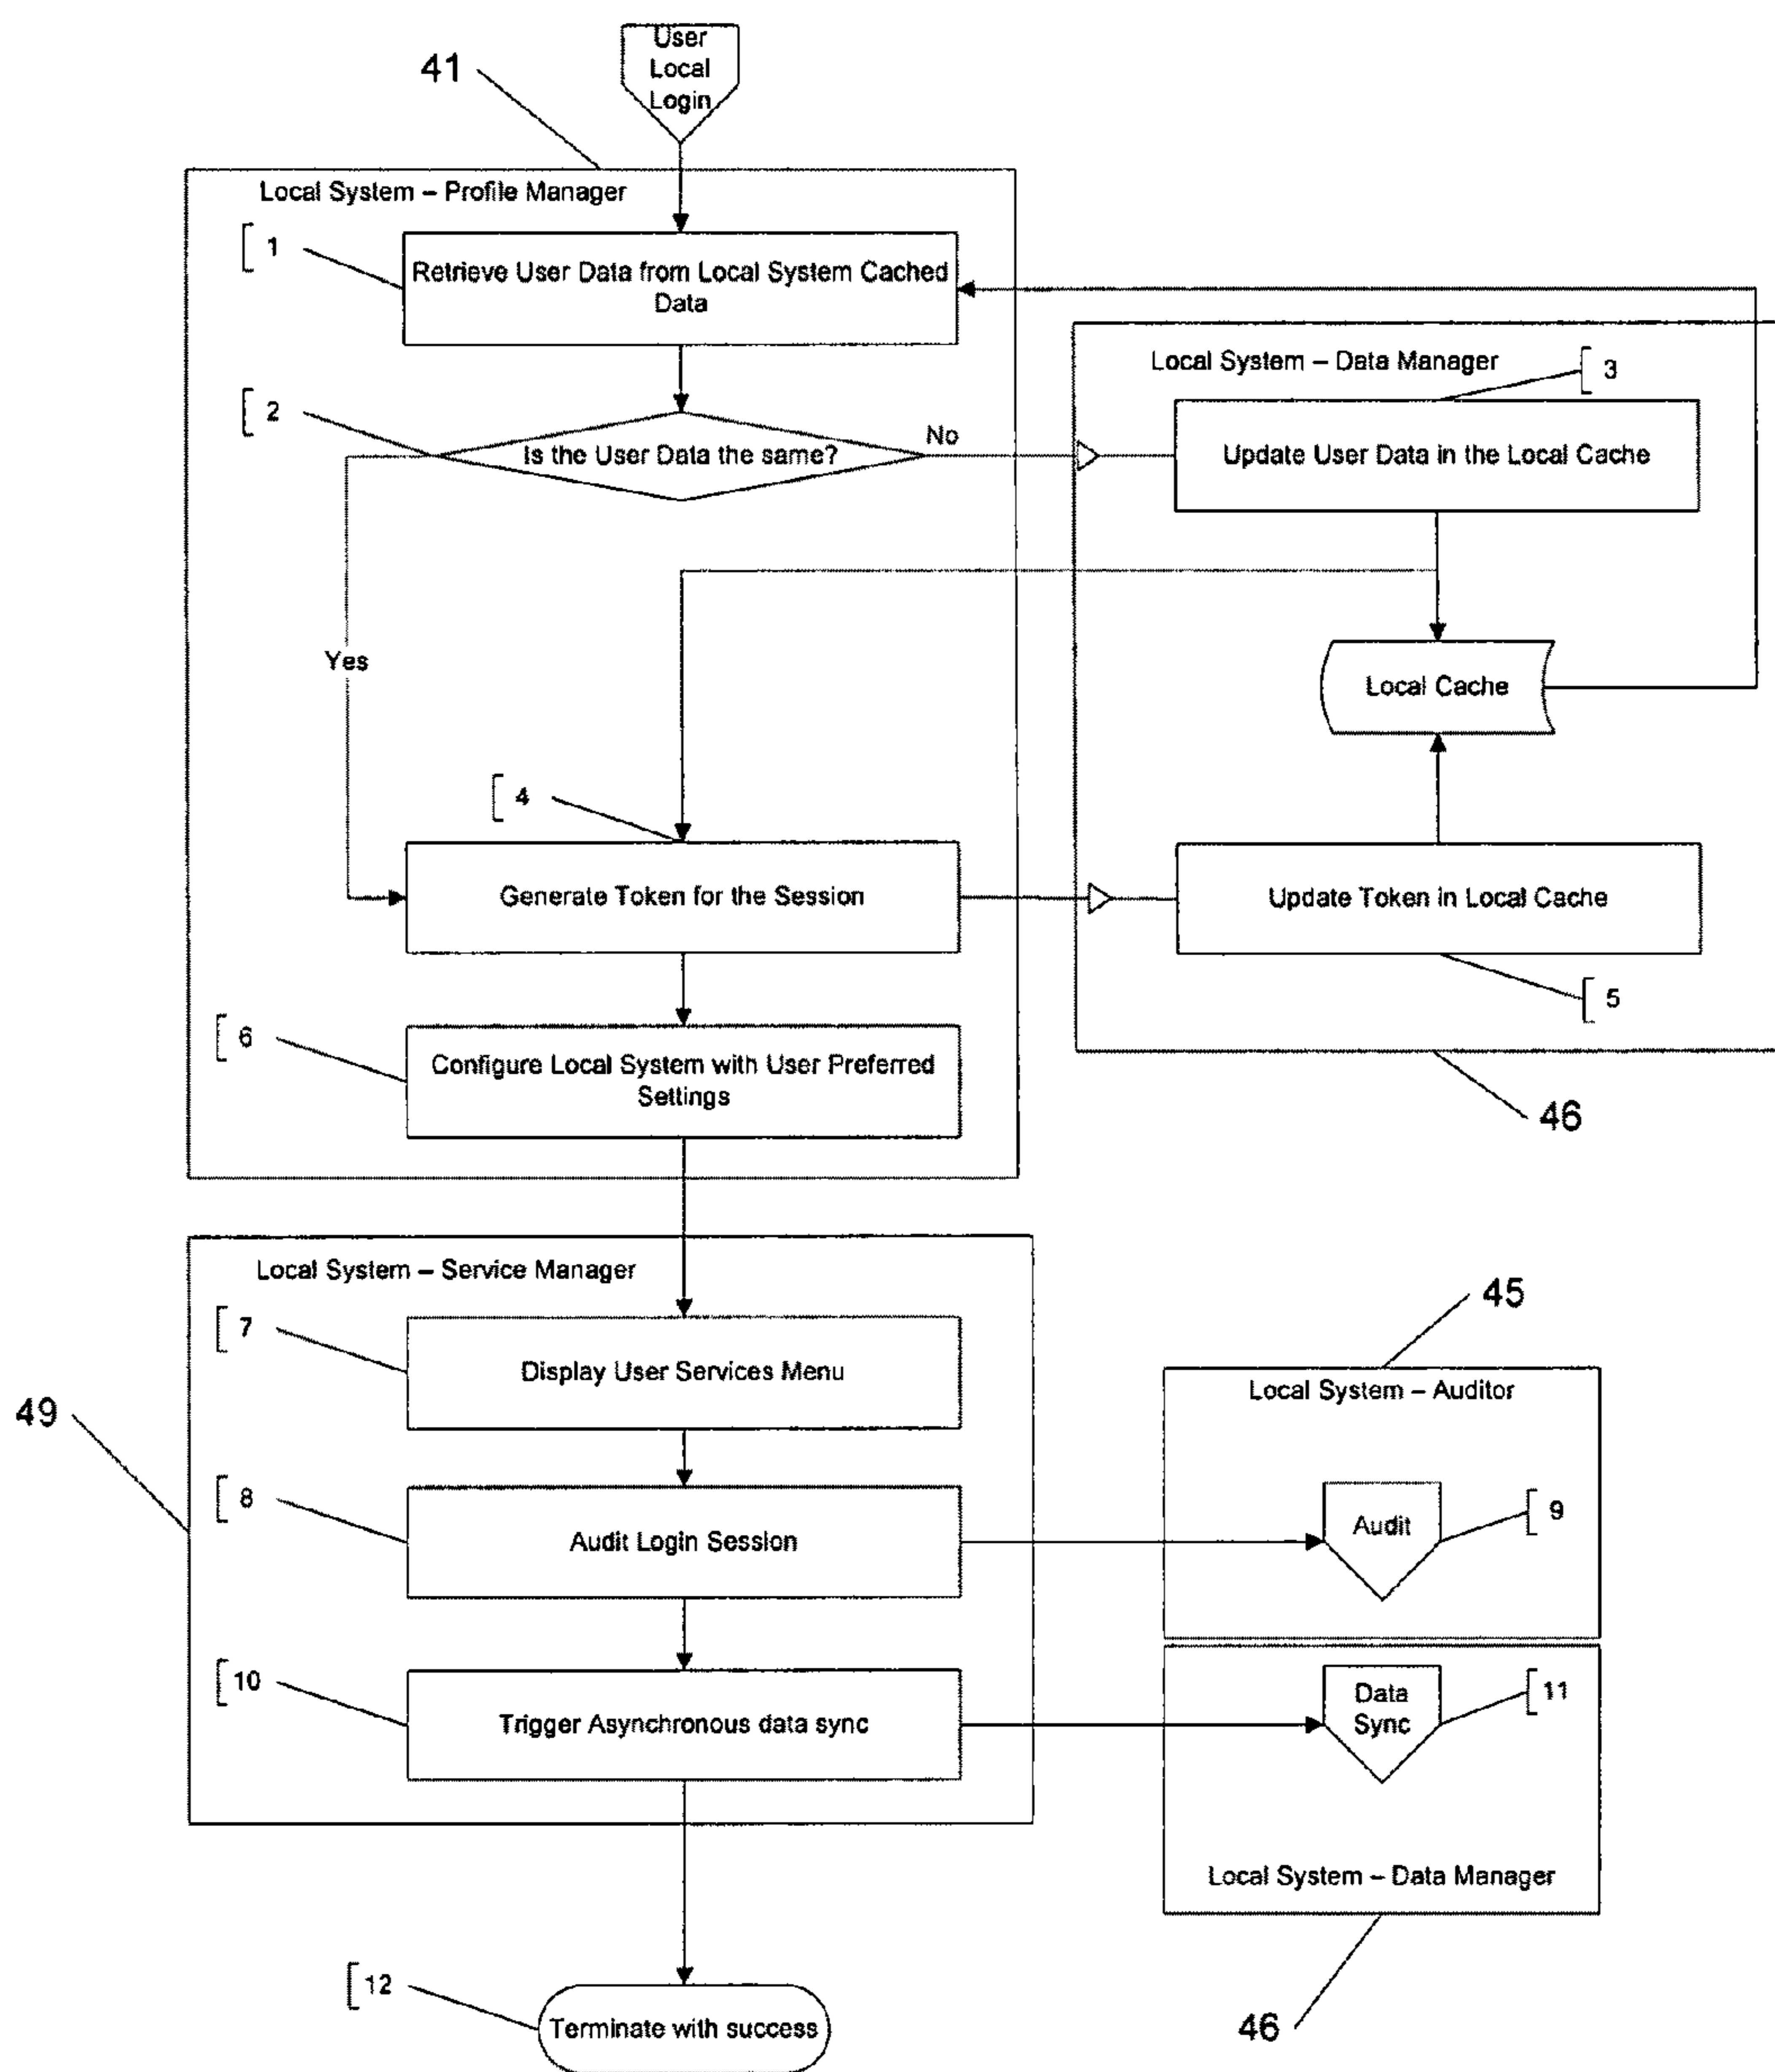 User
Local
Login
41
Local System – Profile Manager
1
Retrieve User Data from Local System Cached
Data
Local System – Data Manager
3
2
Is the User Data the same?
No
Update User Data in the Local Cache
Yes
Local Cache
4
Generate Token for the Session
Update Token in Local Cache
5
6
Configure Local System with User Preferred
Settings
46
Local System – Service Manager
45
7
Display User Services Menu
Local System – Auditor
49
8
Audit Login Session
Audit
9
10
Trigger Asynchronous data sync
Data
Sync
11
Local System – Data Manager
12
Terminate with success
46